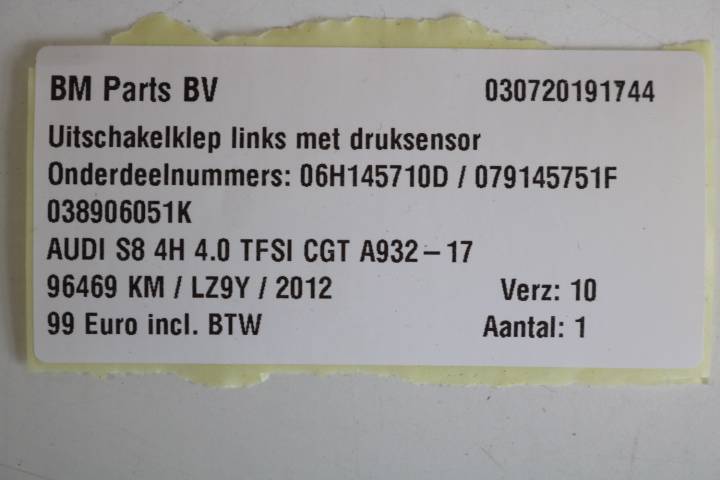 BM Parts BV 030720191744
Uitschakelklep links met druksensor
Onderdeelnummers: 06H145710D / 079145751F
038906051K
AUDI S8 4H 4.0 TFSI CGT A932-17
96469 KM / LZ9Y / 2012 Verz: 10
99 Euro incl. BTW Aantal: 1